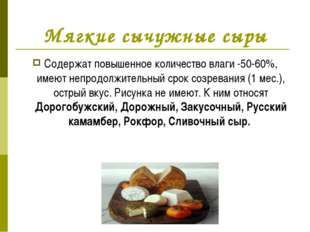 Мягкие сычужные сыры
Содержат повышенное количество влаги -50-60%,
имеют непродолжительный срок созревания (1 мес.),
острый вкус. Рисунка не имеют. К ним относят
Дорогобужский, Дорожный, Закусочный, Русский
камамбер, Рокфор, Сливочный сыр.